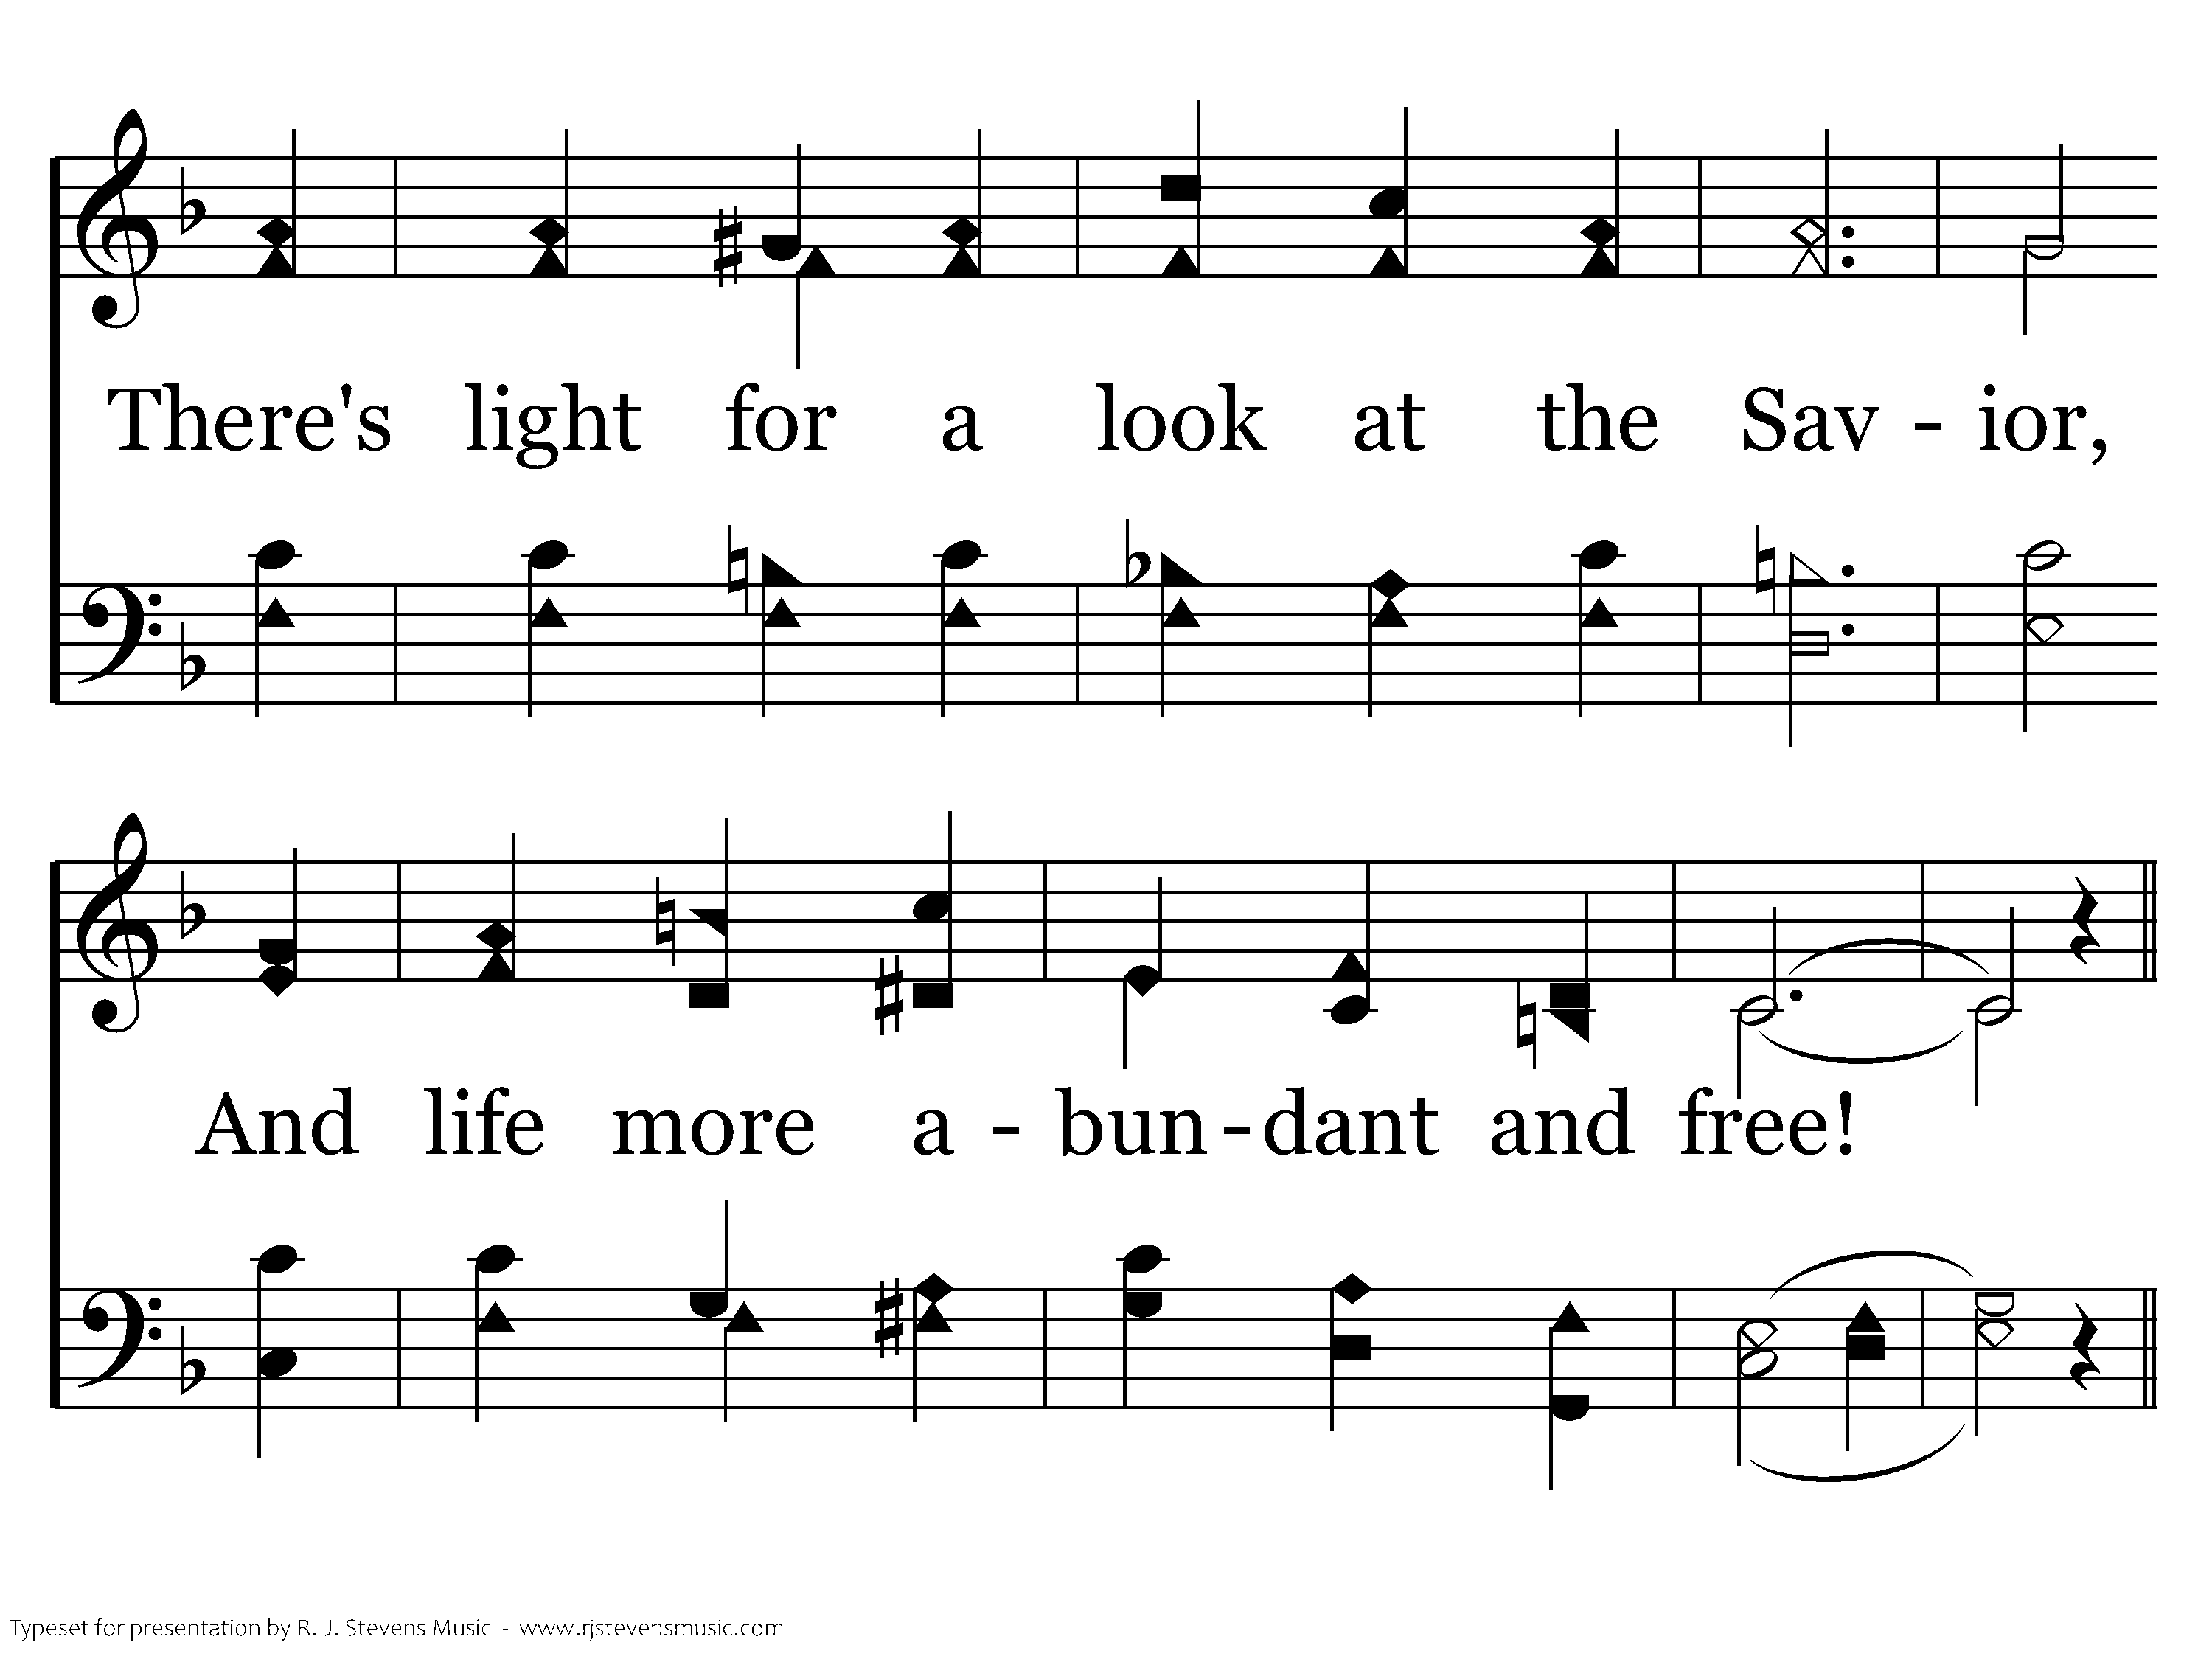 There's light for a look at the Sav - ior,
And life more a - bun - dant and free!
Typeset for presentation by R. J. Stevens Music - www.rjstevensmusic.com